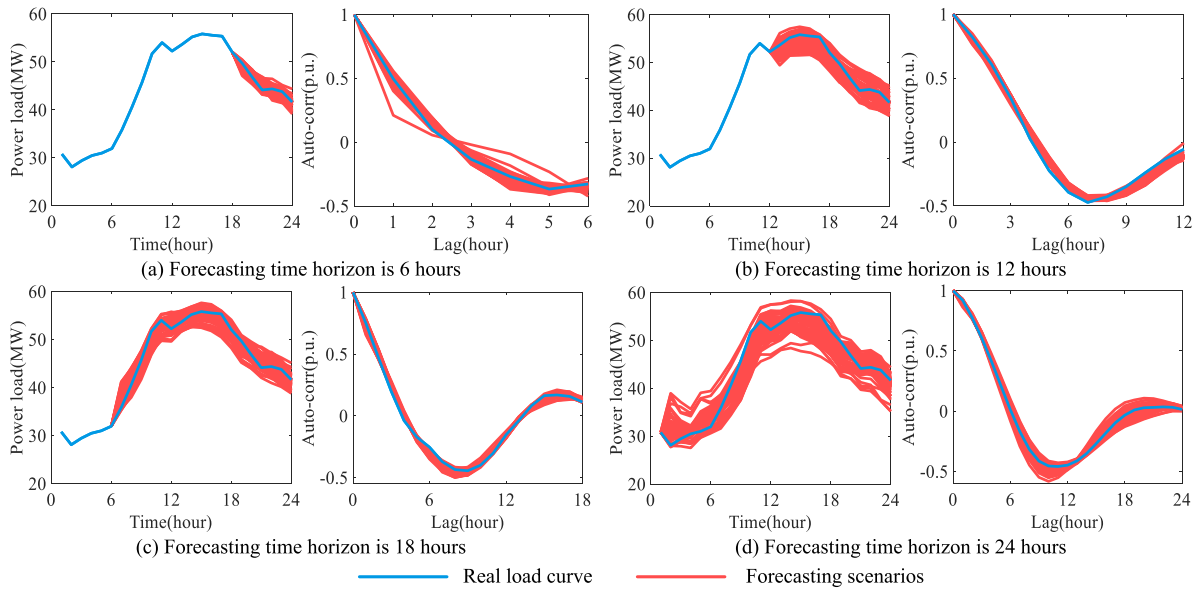 60
50
40
30
20
Power load(MW)
0 6 12 18 24
Time(hour)
1
0.5
0
-0.5
Auto-corr(p.u.)
0 1 2 3 4 5 6
Lag(hour)
(a) Forecasting time horizon is 6 hours
60
50
40
30
20
Power load(MW)
0 6 12 18 24
Time(hour)
1
0.5
0
-0.5
Auto-corr(p.u.)
0 3 6 9 12
Lag(hour)
(b) Forecasting time horizon is 12 hours
60
50
40
30
20
Power load(MW)
0 6 12 18 24
Time(hour)
1
0.5
0
-0.5
Auto-corr(p.u.)
0 6 12 18
Lag(hour)
(c) Forecasting time horizon is 18 hours
60
50
40
30
20
Power load(MW)
0 6 12 18 24
Time(hour)
1
0.5
0
-0.5
Auto-corr(p.u.)
0 6 12 18 24
Lag(hour)
(d) Forecasting time horizon is 24 hours
Real load curve
Forecasting scenarios